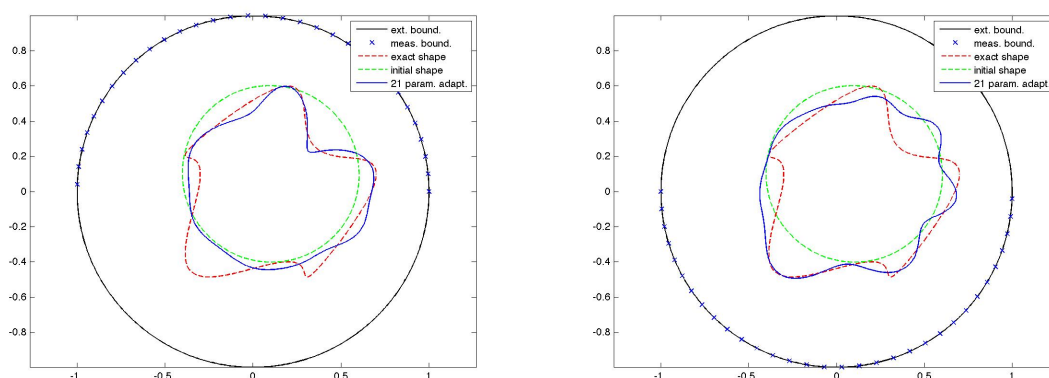 ext. bound.
meas. bound.
exact shape
initial shape
21 param. adapt.
0.8
0.6
0.4
0.2
0
-0.2
-0.4
-0.6
-0.8
-1
-0.5
0
0.5
1
ext. bound.
meas. bound.
exact shape
initial shape
21 param. adapt.
0.8
0.6
0.4
0.2
0
-0.2
-0.4
-0.6
-0.8
-1
-0.5
0
0.5
1